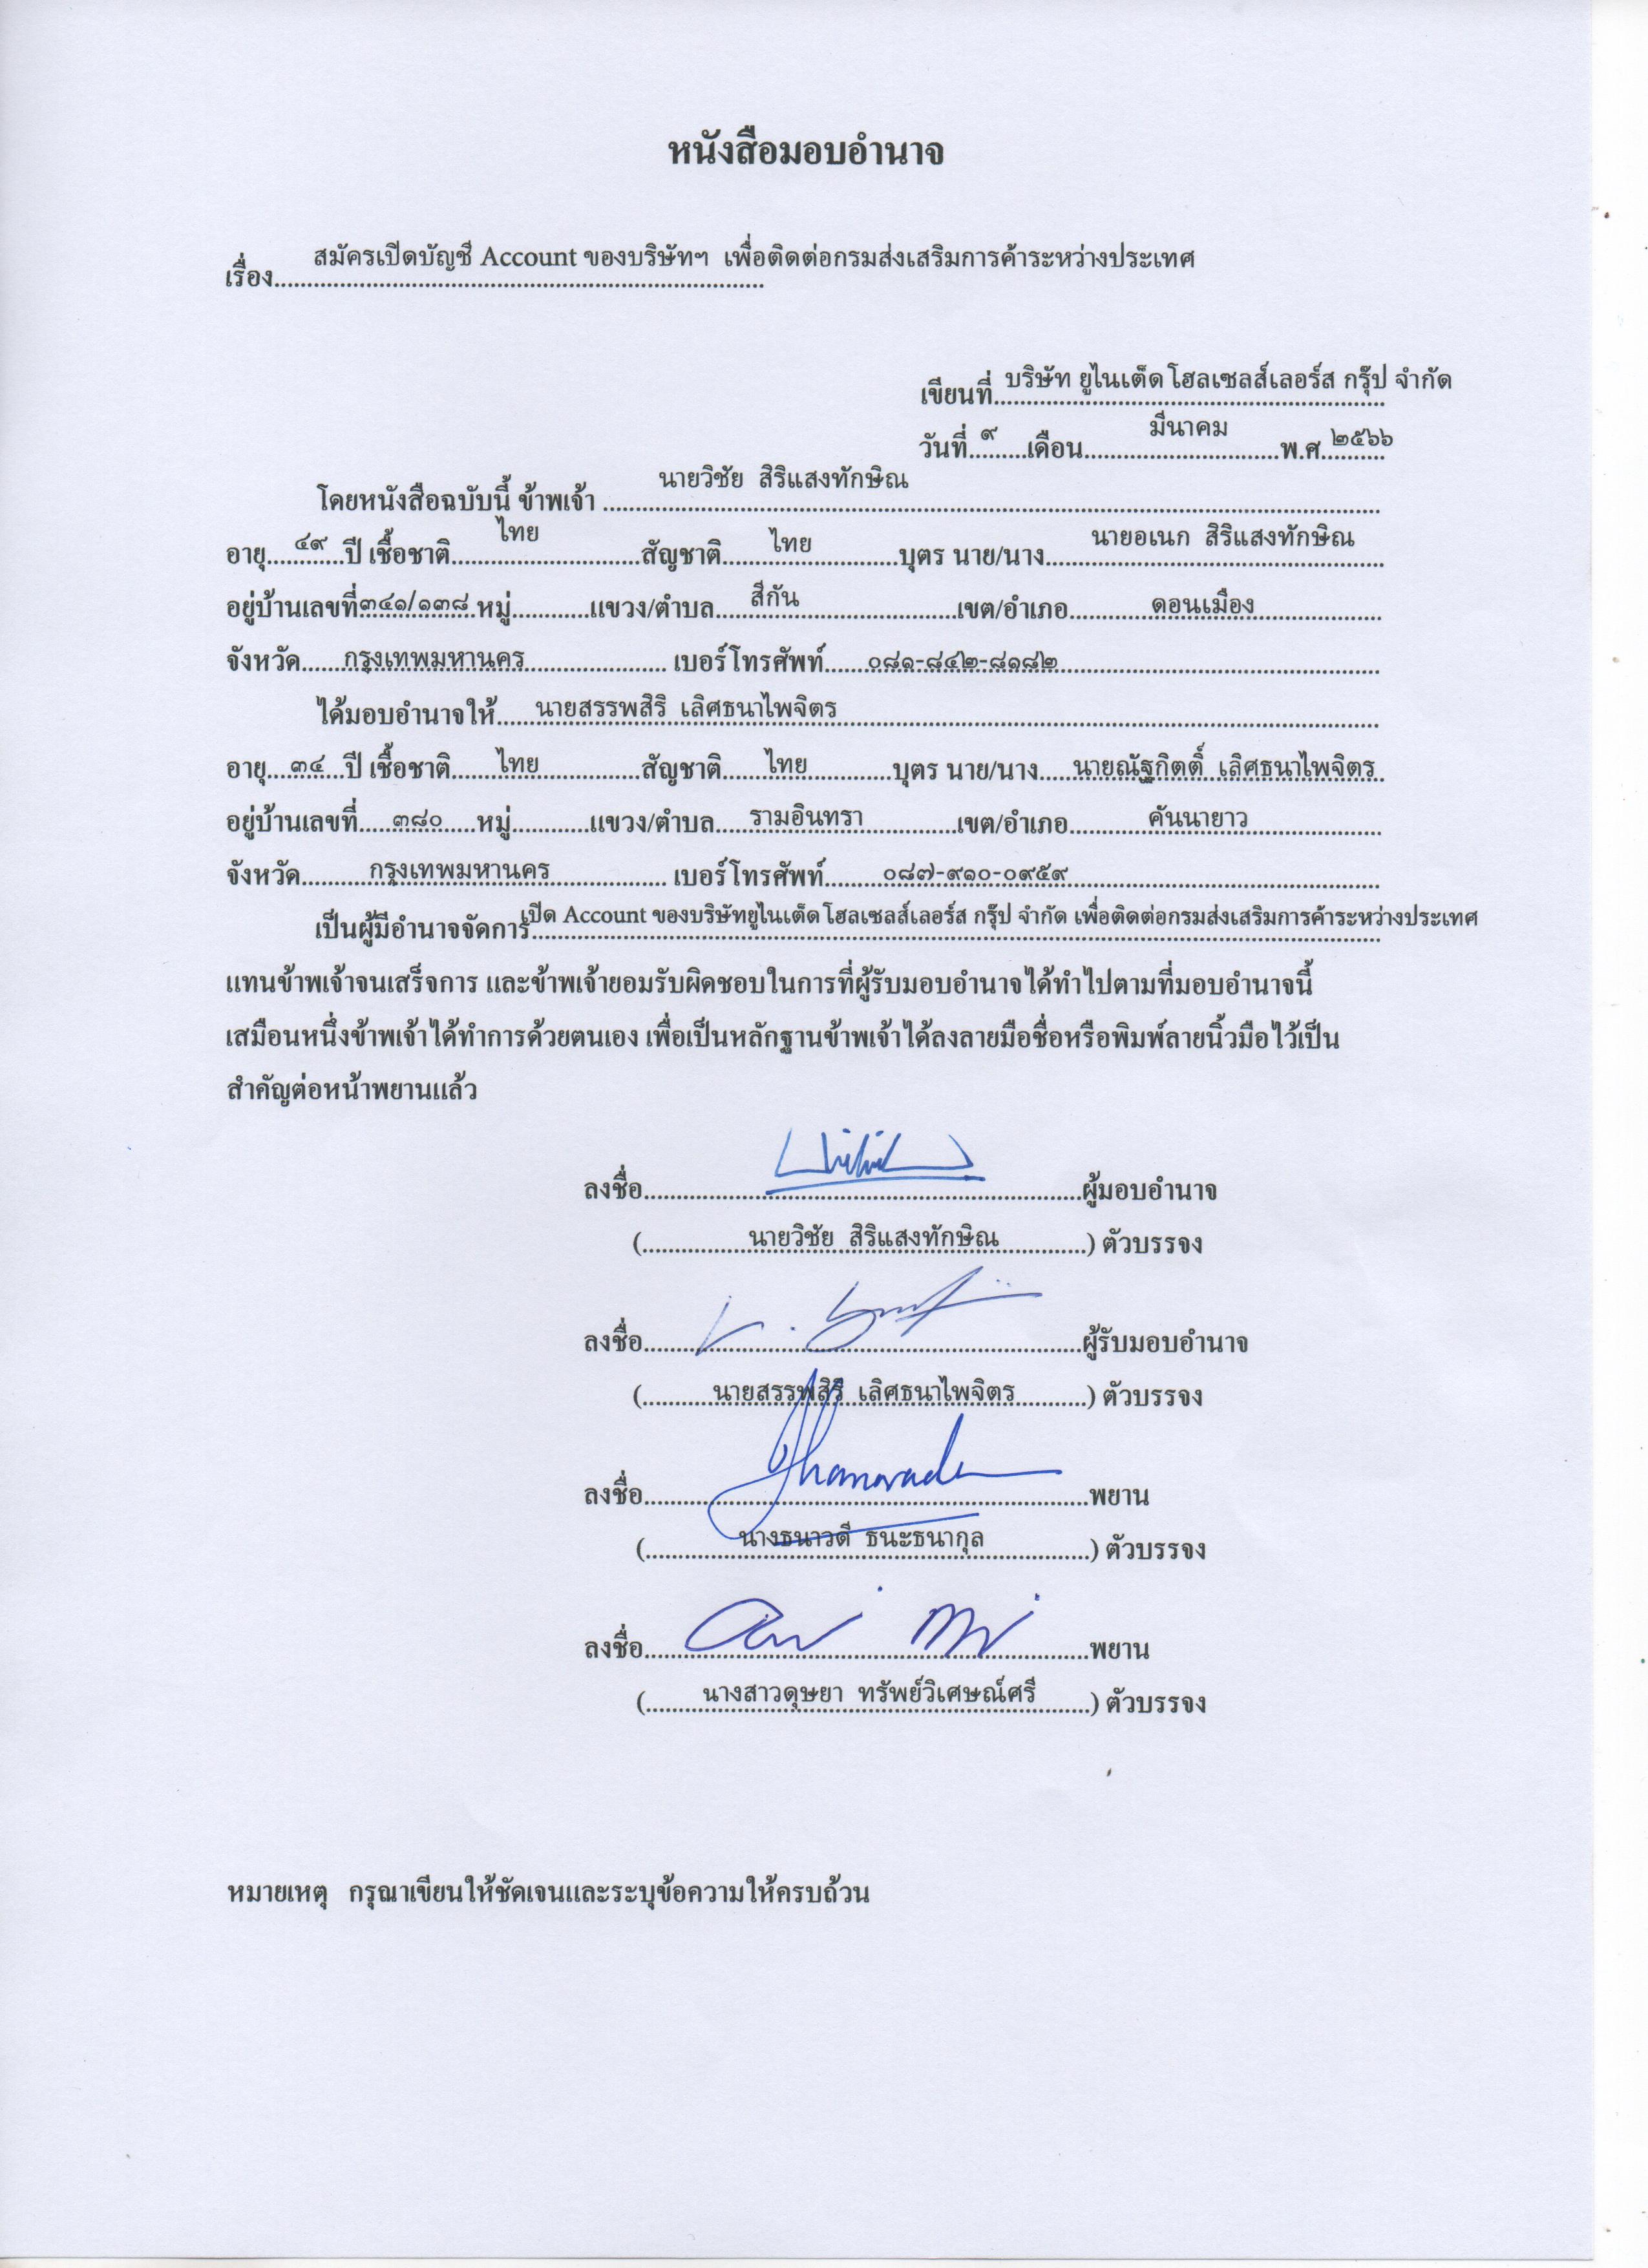 หนังสือมอบอำนาจ
เรื่อง สมัครเปิดบัญชี Account ของบริษัทฯ เพื่อติดต่อกรมส่งเสริมการค้าระหว่างประเทศ
เขียนที่ บริษัท ยูไนเต็ด โฮลเซลส์เลอร์ส กรุ๊ป จำกัด
วันที่ ๙ เดือน มีนาคม พ.ศ. ๒๕๖๖
โดยหนังสือฉบับนี้ ข้าพเจ้า นายวิชัย สิริแสงทักษิณ
อายุ ๔๙ ปี เชื้อชาติ ไทย สัญชาติ ไทย บุตร นาย/นาง นายอเนก สิริแสงทักษิณ
อยู่บ้านเลขที่ ๓๔๑/๑๓๘ หมู่ แขวง/ตำบล สีกัน เขต/อำเภอ ดอนเมือง
จังหวัด กรุงเทพมหานคร เบอร์โทรศัพท์ ๐๘๑-๘๔๒-๘๑๘๒
ได้มอบอำนาจให้ นายสรรพสิริ เลิศธนาไพจิตร
อายุ ๓๔ ปี เชื้อชาติ ไทย สัญชาติ ไทย บุตร นาย/นาง นายณัฐกิตติ์ เลิศธนาไพจิตร
อยู่บ้านเลขที่ ๓๘๐ หมู่ แขวง/ตำบล รามอินทรา เขต/อำเภอ คันนายาว
จังหวัด กรุงเทพมหานคร เบอร์โทรศัพท์ ๐๘๗-๙๑๐-๐๙๕๙
เป็นผู้มีอำนาจจัดการ เปิด Account ของบริษัทยูไนเต็ด โฮลเซลส์เลอร์ส กรุ๊ป จำกัด เพื่อติดต่อกรมส่งเสริมการค้าระหว่างประเทศ
แทนข้าพเจ้าจนเสร็จการ และข้าพเจ้ายอมรับผิดชอบในการที่ผู้รับมอบอำนาจได้ทำไปตามที่มอบอำนาจนี้
เสมือนหนึ่งข้าพเจ้าได้ทำการด้วยตนเอง เพื่อเป็นหลักฐานข้าพเจ้าได้ลงลายมือชื่อหรือพิมพ์ลายนิ้วมือไว้เป็น
สำคัญต่อหน้าพยานแล้ว
ลงชื่อ ผู้มอบอำนาจ
( นายวิชัย สิริแสงทักษิณ ) ตัวบรรจง
ลงชื่อ ผู้รับมอบอำนาจ
( นายสรรพสิริ เลิศธนาไพจิตร ) ตัวบรรจง
ลงชื่อ พยาน
( นางธนาวดี ธนะธนากุล ) ตัวบรรจง
ลงชื่อ พยาน
( นางสาวดุษยา ทรัพย์วิเศษณ์ศรี ) ตัวบรรจง
หมายเหตุ กรุณาเขียนให้ชัดเจนและระบุข้อความให้ครบถ้วน